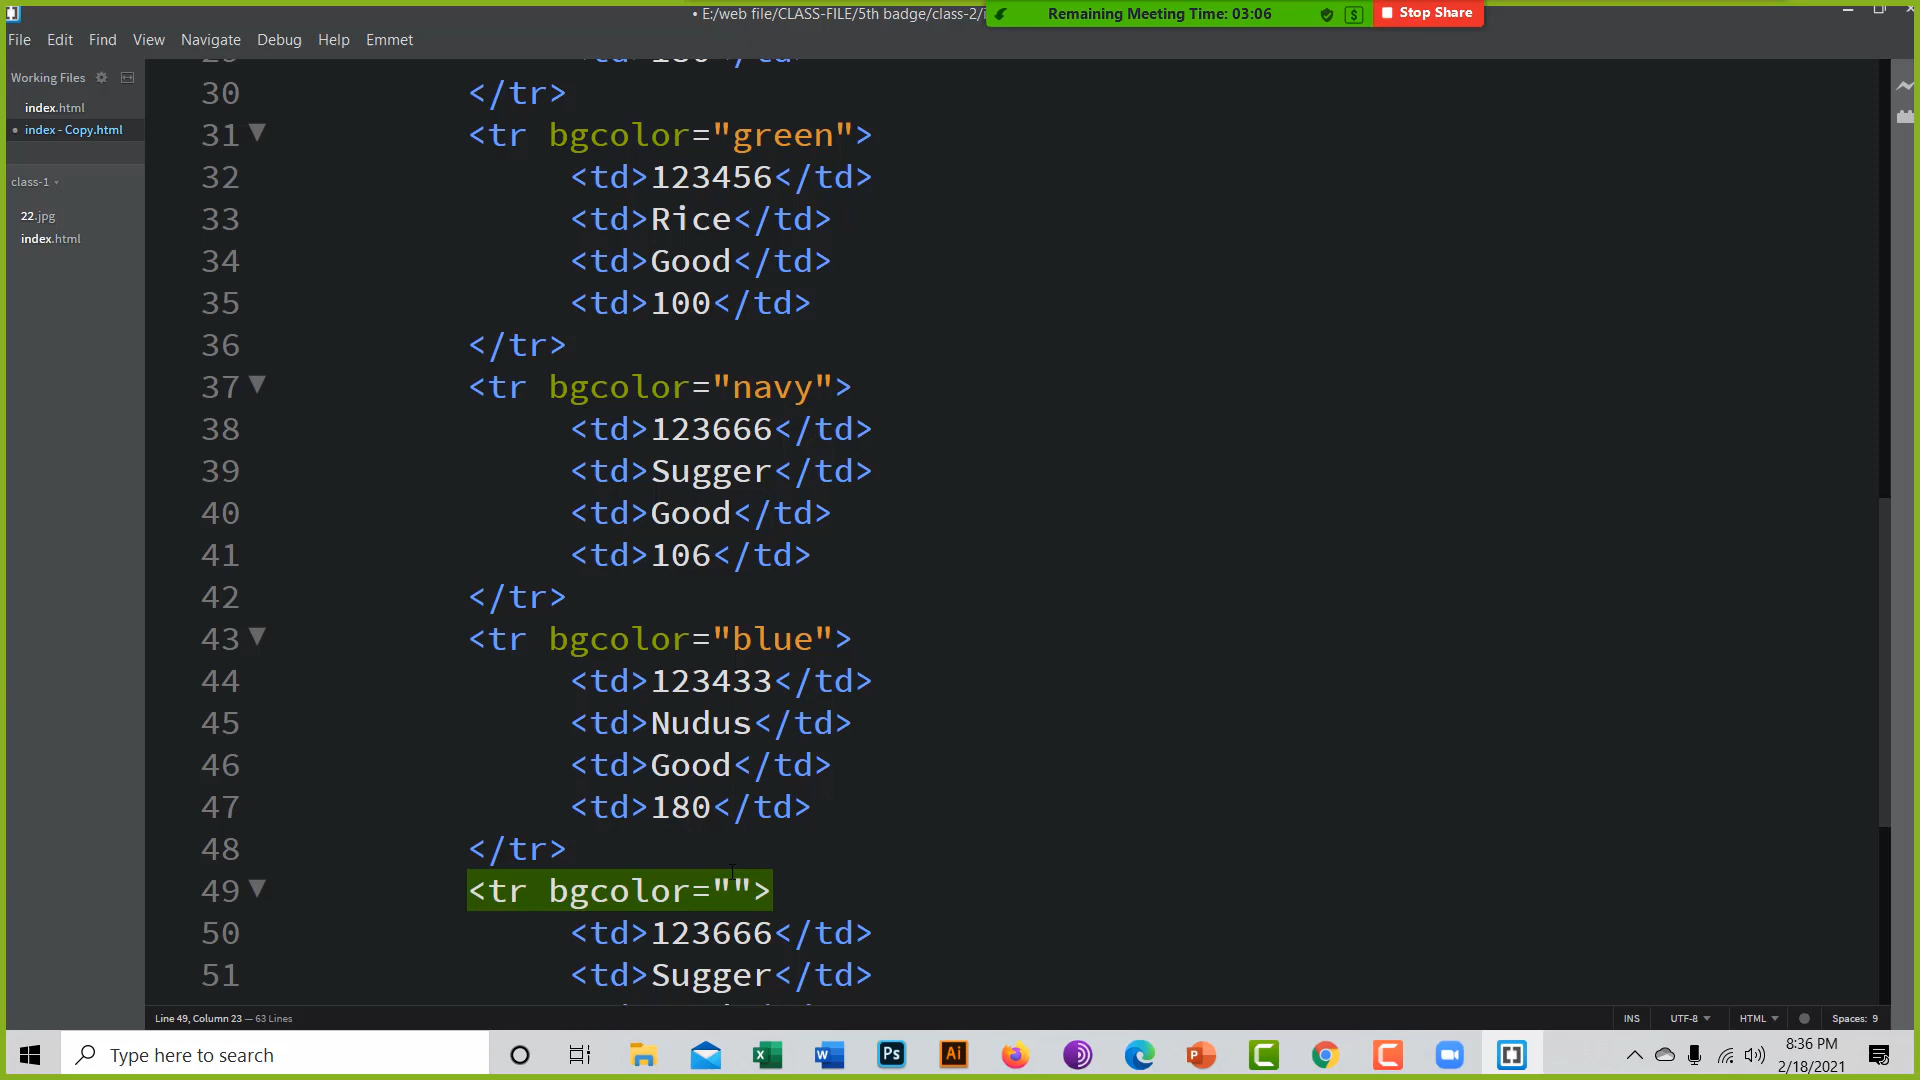 • E:/web file/CLASS-FILE/5th badge/class-2/i
Remaining Meeting Time: 03:06
$
Stop Share
File Edit Find View Navigate Debug Help Emmet
Working Files
index.html
• index - Copy.html
class-1
22.jpg
index.html
30 </tr>
31 <tr bgcolor="green">
32 <td>123456</td>
33 <td>Rice</td>
34 <td>Good</td>
35 <td>100</td>
36 </tr>
37 <tr bgcolor="navy">
38 <td>123666</td>
39 <td>Sugger</td>
40 <td>Good</td>
41 <td>106</td>
42 </tr>
43 <tr bgcolor="blue">
44 <td>123433</td>
45 <td>Nudus</td>
46 <td>Good</td>
47 <td>180</td>
48 </tr>
49 <tr bgcolor="">
50 <td>123666</td>
51 <td>Sugger</td>
Line 49, Column 23 — 63 Lines
INS UTF-8 HTML Spaces: 9
Type here to search
Ps
Ai
8:36 PM
2/18/2021